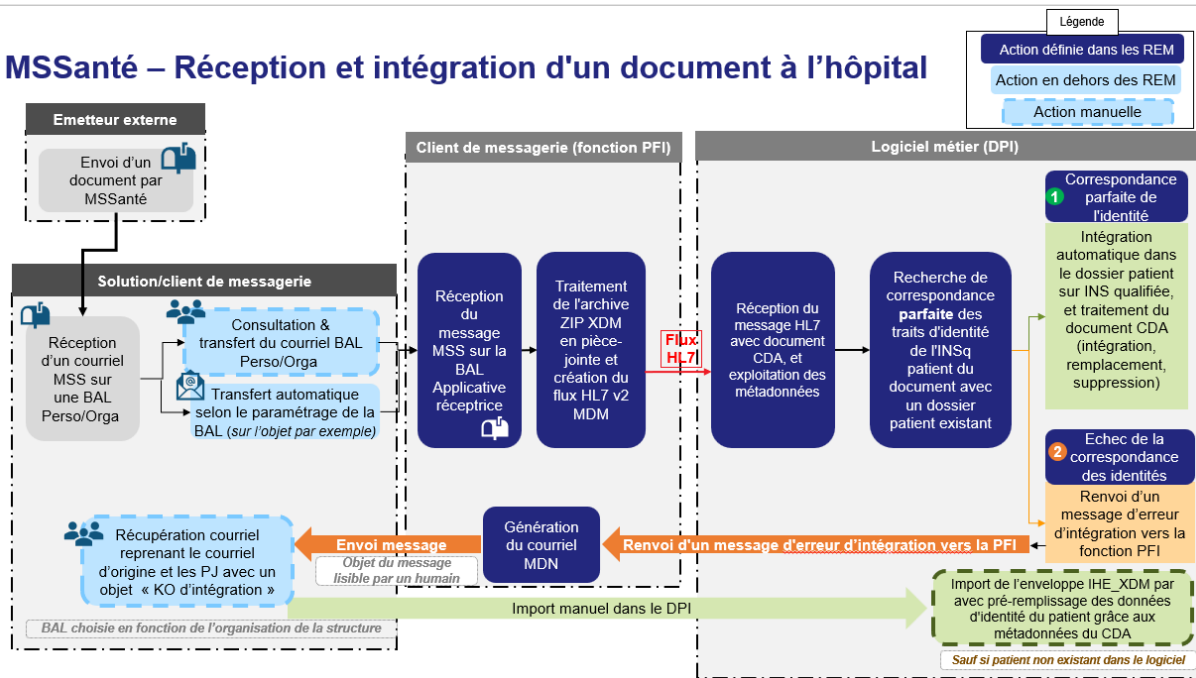 Légende
Action définie dans les REM
Action en dehors des REM
Action manuelle
MSSanté – Réception et intégration d'un document à l’hôpital
Emetteur externe
Envoi d’un
document par
MSSanté
Solution/client de messagerie
Réception
d’un courriel
MSS sur
une BAL
Perso/Orga
Consultation &
transfert du courriel BAL
Perso/Orga
Transfert automatique
selon le paramétrage de la
BAL (sur l’objet par exemple)
Client de messagerie (fonction PFI)
Réception
du
message
MSS sur la
BAL
Applicative
réceptrice
Traitement
de l'archive
ZIP XDM
en pièce-
jointe et
création du
flux HL7 v2
MDM
Flux
HL7
Logiciel métier (DPI)
Réception du
message HL7
avec document
CDA, et
exploitation des
métadonnées
Recherche de
correspondance
parfaite des
traits d’identité
de l'INSq
patient du
document avec
un dossier
patient existant
1
Correspondance
parfaite de
l'identité
Intégration
automatique dans
le dossier patient
sur INS qualifiée,
et traitement du
document CDA
(intégration,
remplacement,
suppression)
2
Echec de la
correspondance
des identités
Renvoi d’un
message d’erreur
d’intégration vers la
fonction PFI
Renvoi d'un message d'erreur d’intégration vers la PFI
Génération
du courriel
MDN
Envoi message
Objet du message
lisible par un humain
Récupération courriel
reprenant le courriel
d’origine et les PJ avec un
objet « KO d’intégration »
BAL choisie en fonction de l’organisation de la structure
Import manuel dans le DPI
Import de l’enveloppe IHE_XDM par
avec pré-remplissage des données
d'identité du patient grâce aux
métadonnées du CDA
Sauf si patient non existant dans le logiciel